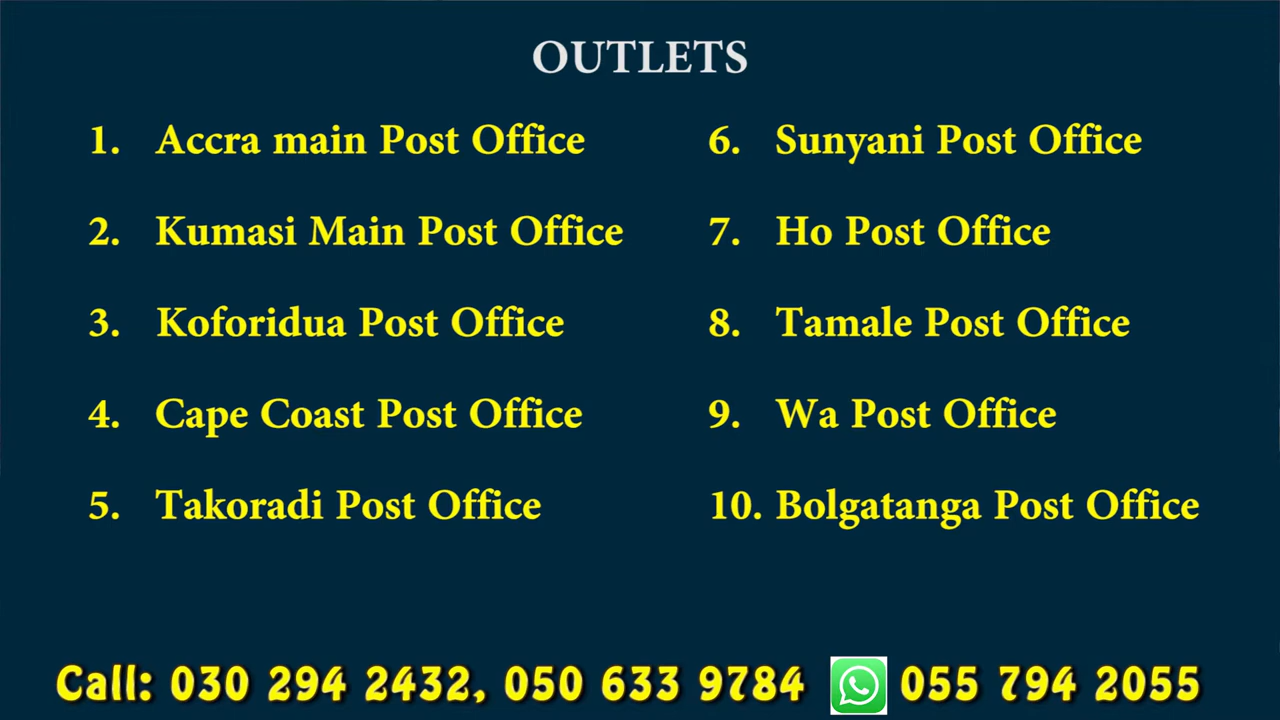 OUTLETS
1. Accra main Post Office
2. Kumasi Main Post Office
3. Koforidua Post Office
4. Cape Coast Post Office
5. Takoradi Post Office
6. Sunyani Post Office
7. Ho Post Office
8. Tamale Post Office
9. Wa Post Office
10. Bolgatanga Post Office
Call: 030 294 2432, 050 633 9784 055 794 2055